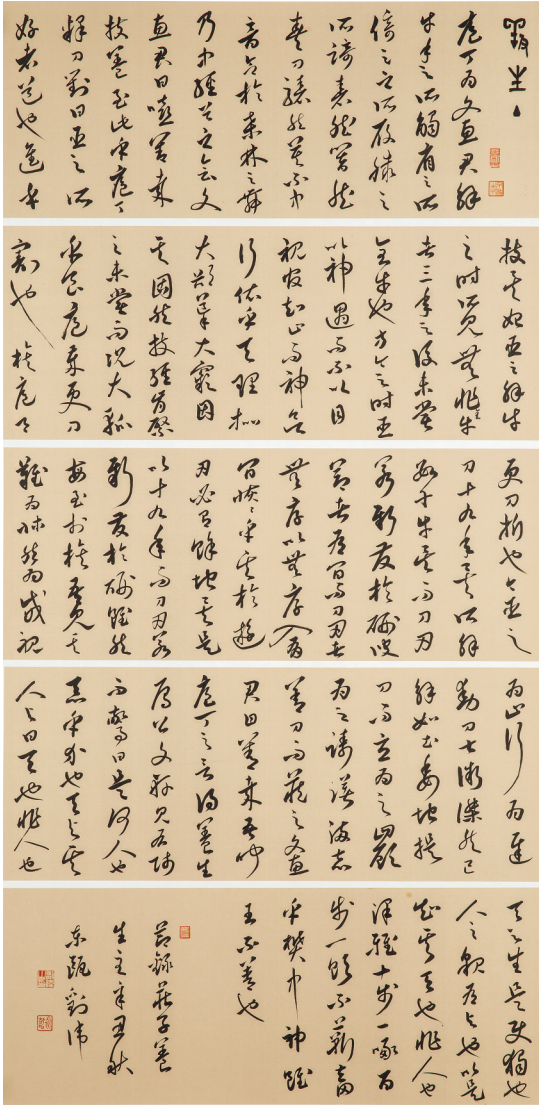 養生主
庖丁为文惠君解
牛手之所觸肩之所
倚足之所履膝之
所踦砉然嚮然
奏刀騞然莫不中
音合於桑林之舞
乃中經首之會文
惠君曰嘻善哉
技蓋至此乎庖丁
釋刀對曰臣之所
好者道也進乎
技矣始臣之解牛
之時所見無非牛
者三年之後未嘗
全牛也方今之時臣
以神遇而不以目
視官知止而神欲
行依乎天理批
大郤導大窾因
其固然技經肯綮
之未嘗而況大軱
乎良庖歲更刀
割也族庖月
更刀折也今臣之
刀十九年矣所解
數千牛矣而刀刃
若新發於硎彼
節者有間而刀刃者
無厚以無厚入有
間恢恢乎其於遊
刃必有餘地矣是
以十九年而刀刃若
新發於硎雖然
每至於族吾見其
難为怵然为戒視
为止行为遲
動刀甚微謋然已
解如土委地提
刀而立为之四顧
为之躊躇滿志
善刀而藏之文惠
君曰善哉吾聞
庖丁之言得養生
焉公文軒見右師
而驚曰是何人也
惡乎介也天與其
人與曰天也非人也
天之生是使獨也
人之貌有與也以是
知其天也非人也
澤雉十步一啄百
步一飲不蘄畜
乎樊中神雖
王不善也
節錄莊子養
生主辛丑秋
東甌劉偉